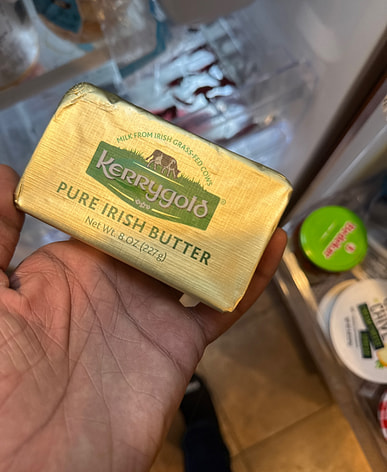 MILK FROM IRISH GRASS-FED COWS
Kerrygold
PURE IRISH BUTTER
Net Wt. 8 OZ (227g)